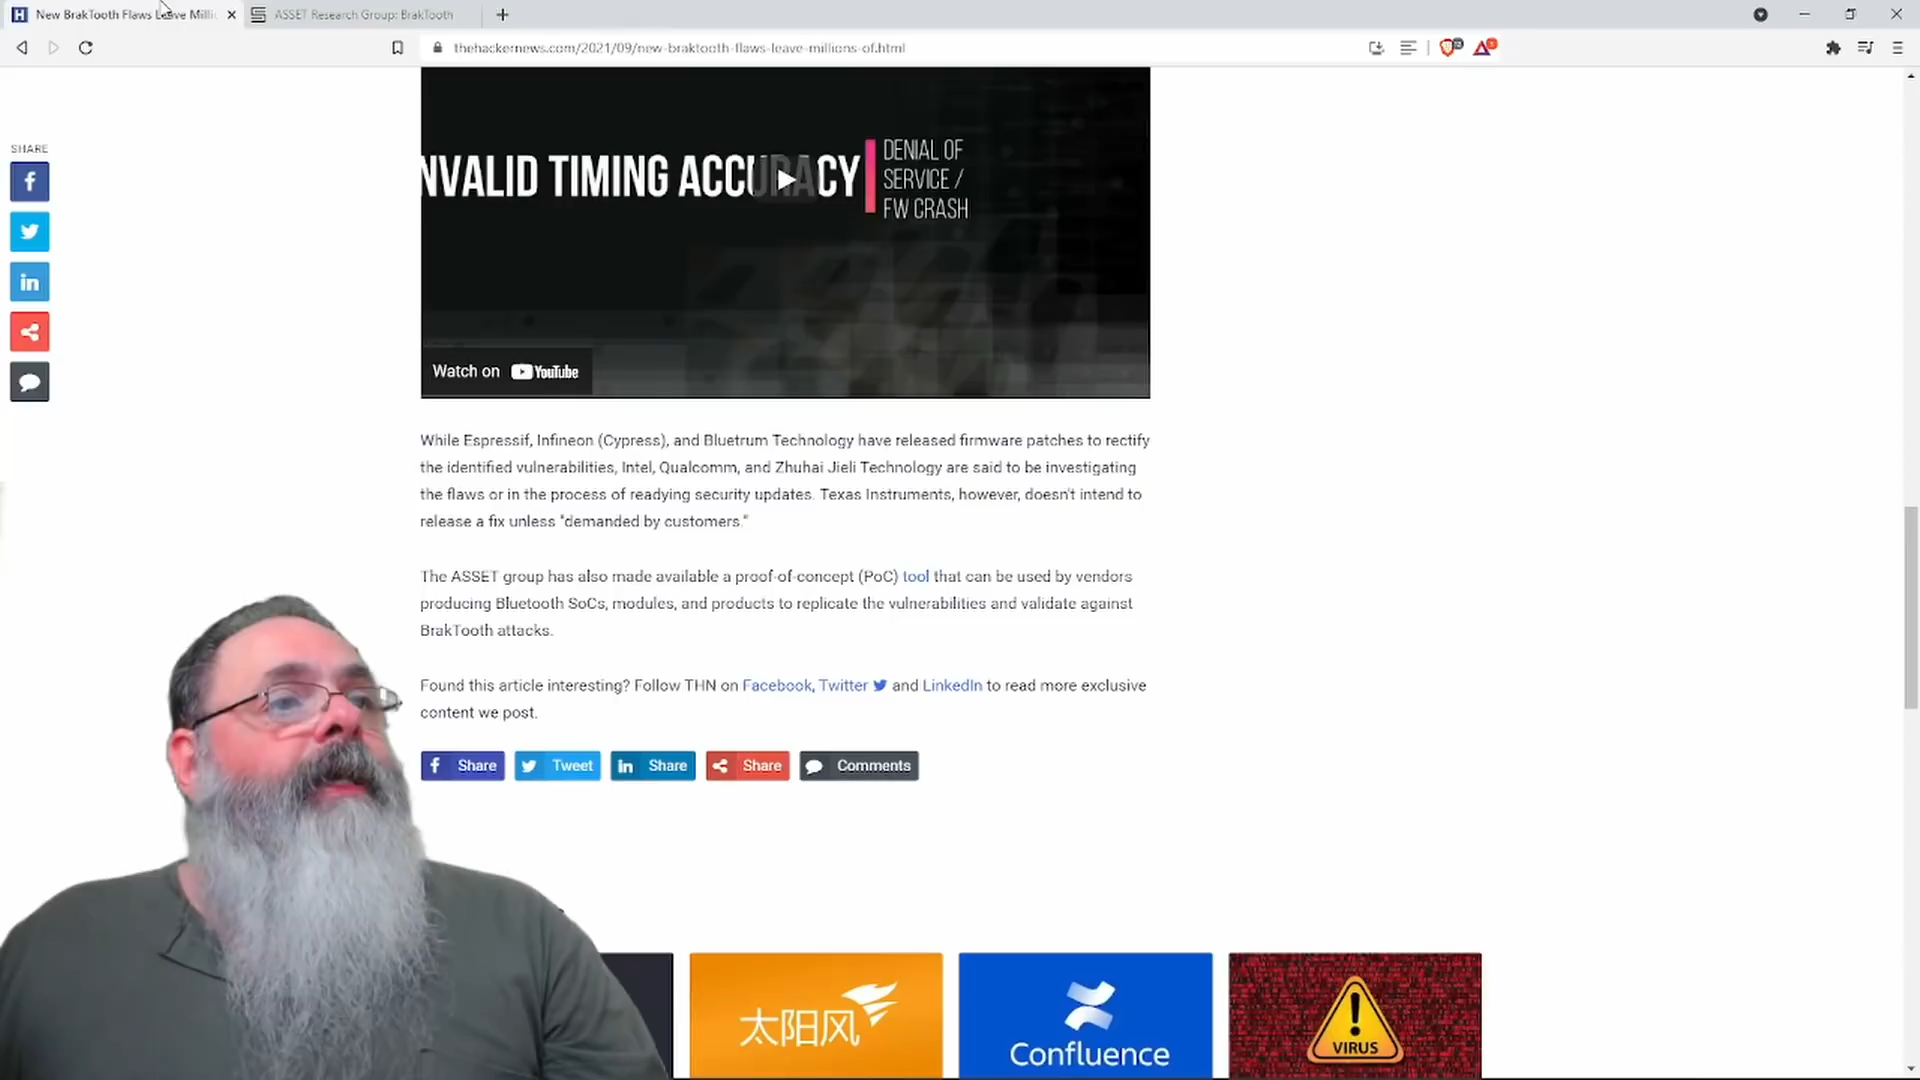 New BrakTooth Flaws Leave Milli
ASSET Research Group: BrakTooth
thehackernews.com/2021/09/new-braktooth-flaws-leave-millions-of.html
SHARE
NVALID TIMING ACCURACY
DENIAL OF
SERVICE /
FW CRASH
Watch on YouTube
While Espressif, Infineon (Cypress), and Bluetrum Technology have released firmware patches to rectify
the identified vulnerabilities, Intel, Qualcomm, and Zhuhai Jieli Technology are said to be investigating
the flaws or in the process of readying security updates. Texas Instruments, however, doesn't intend to
release a fix unless "demanded by customers."
The ASSET group has also made available a proof-of-concept (PoC) tool that can be used by vendors
producing Bluetooth SoCs, modules, and products to replicate the vulnerabilities and validate against
BrakTooth attacks.
Found this article interesting? Follow THN on Facebook, Twitter and LinkedIn to read more exclusive
content we post.
Share Tweet Share Share Comments
太阳风
Confluence
VIRUS